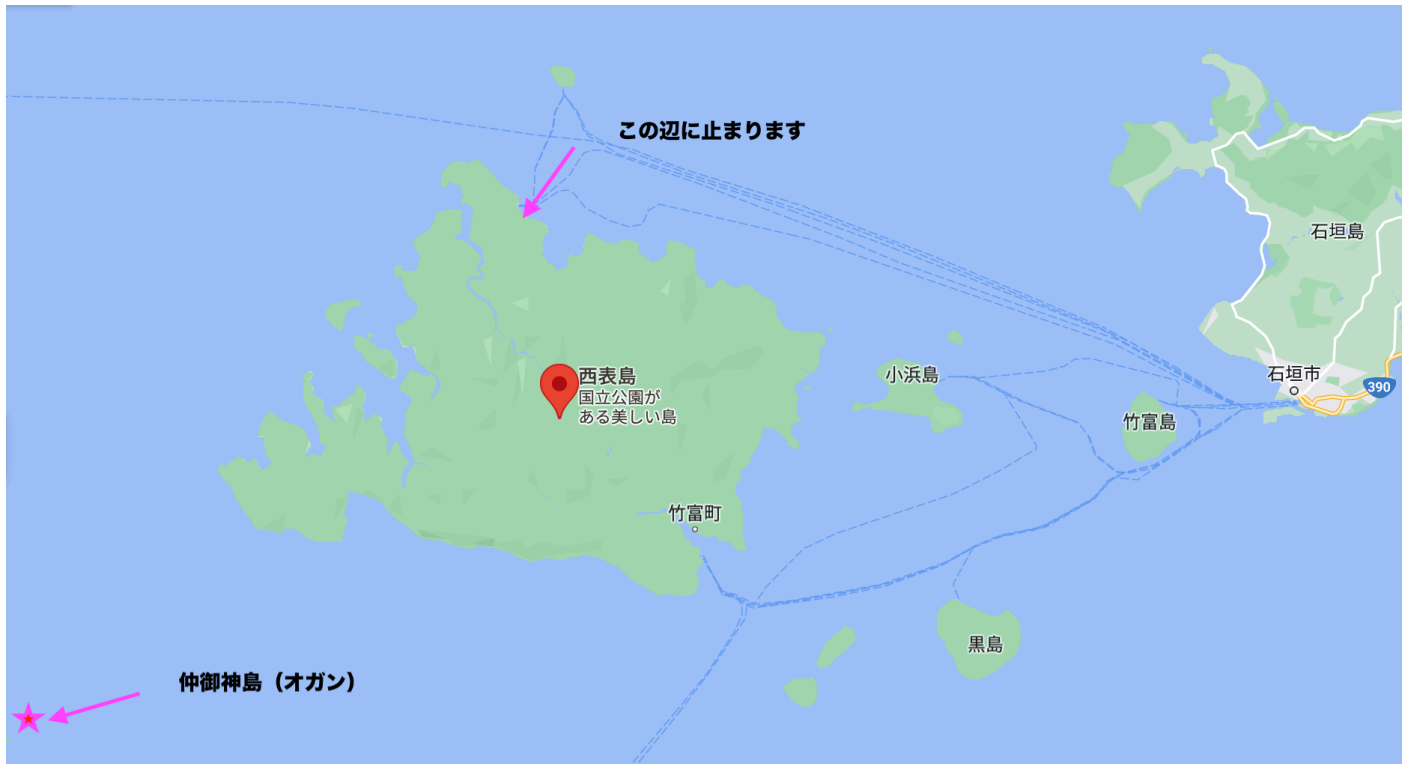 この辺に止まります
石垣島
西表島
国立公園が
ある美しい島
小浜島
石垣市
390
竹富島
竹富町
黒島
仲御神島（オガン）